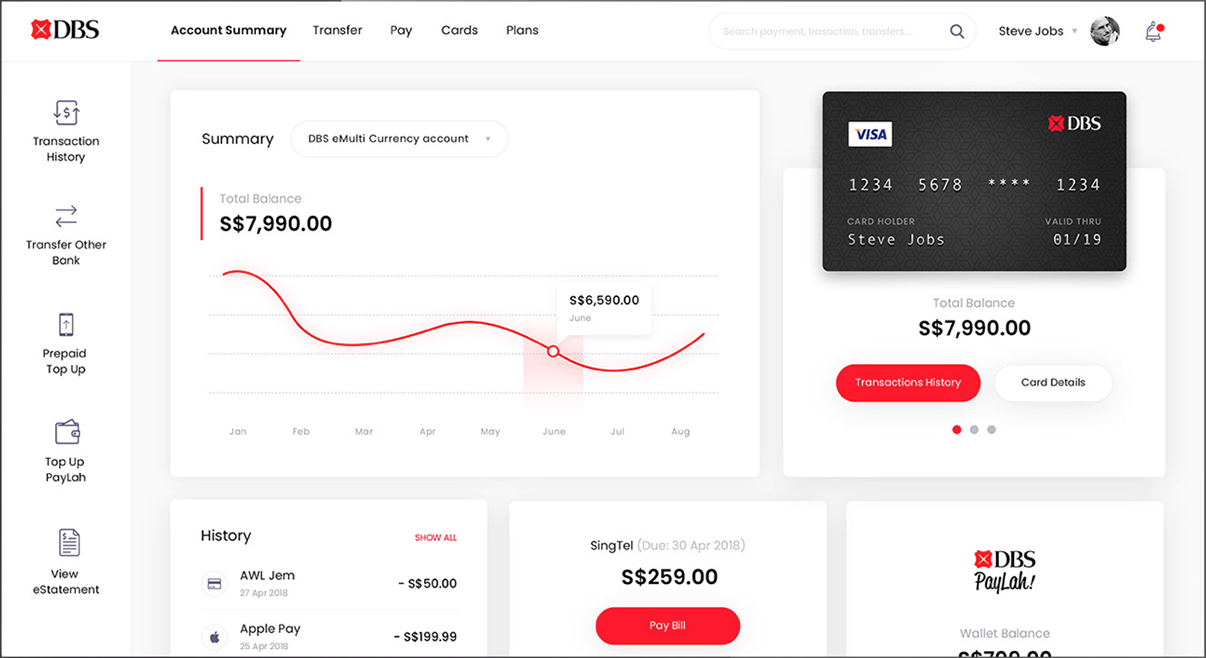 DBS
Account Summary
Transfer
Pay
Cards
Plans
Search payment, trasaction, transfers...
Steve Jobs
Transaction
History
Transfer Other
Bank
Prepaid
Top Up
Top Up
PayLah
View
eStatement
Summary
DBS eMulti Currency account
Total Balance
S$7,990.00
S$6,590.00
June
Jan
Feb
Mar
Apr
May
June
Jul
Aug
VISA
DBS
1234 5678 **** 1234
CARD HOLDER
VALID THRU
Steve Jobs
01/19
Total Balance
S$7,990.00
Transactions History
Card Details
History
SHOW ALL
AWL Jem
27 Apr 2018
- S$50.00
Apple Pay
25 Apr 2018
- S$199.99
SingTel (Due: 30 Apr 2018)
S$259.00
Pay Bill
DBS
PayLah!
Wallet Balance